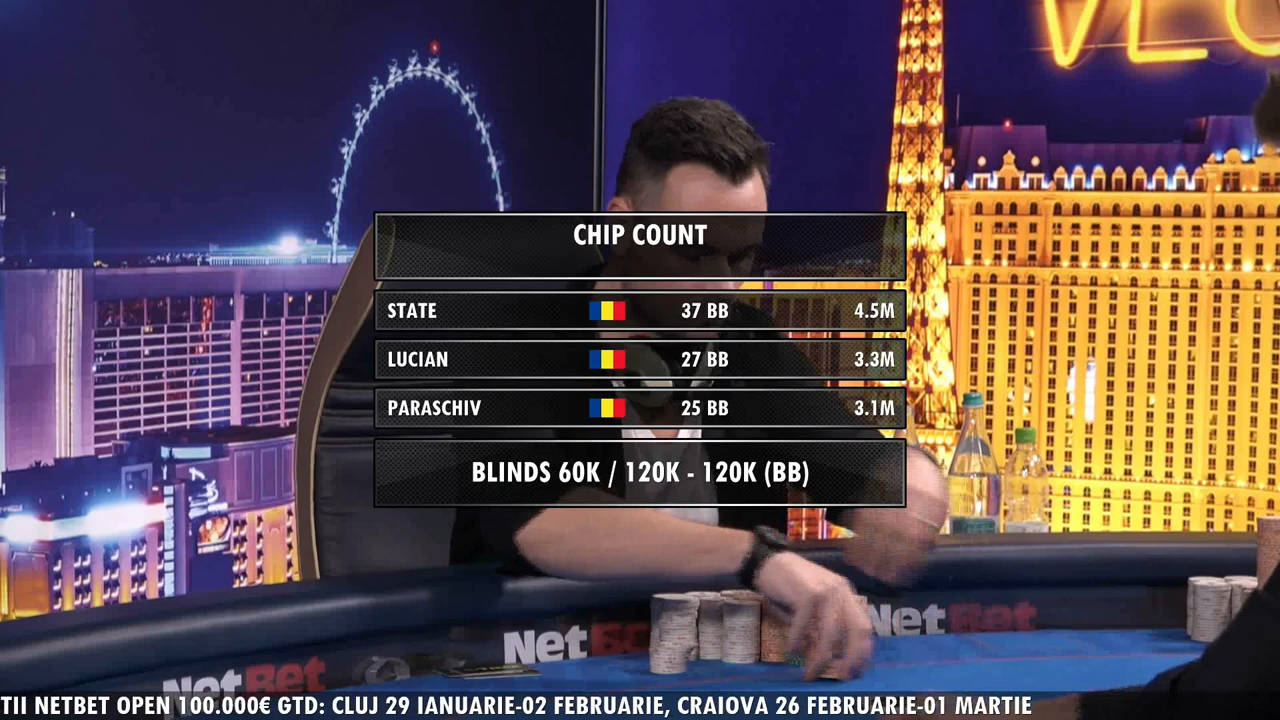 CHIP COUNT
STATE 37 BB 4.5M
LUCIAN 27 BB 3.3M
PARASCHIV 25 BB 3.1M
BLINDS 60K / 120K - 120K (BB)
NetBet
NetBet
NetBet
TII NETBET OPEN 100.000€ GTD: CLUJ 29 IANUARIE-02 FEBRUARIE, CRAIOVA 26 FEBRUARIE-01 MARTIE